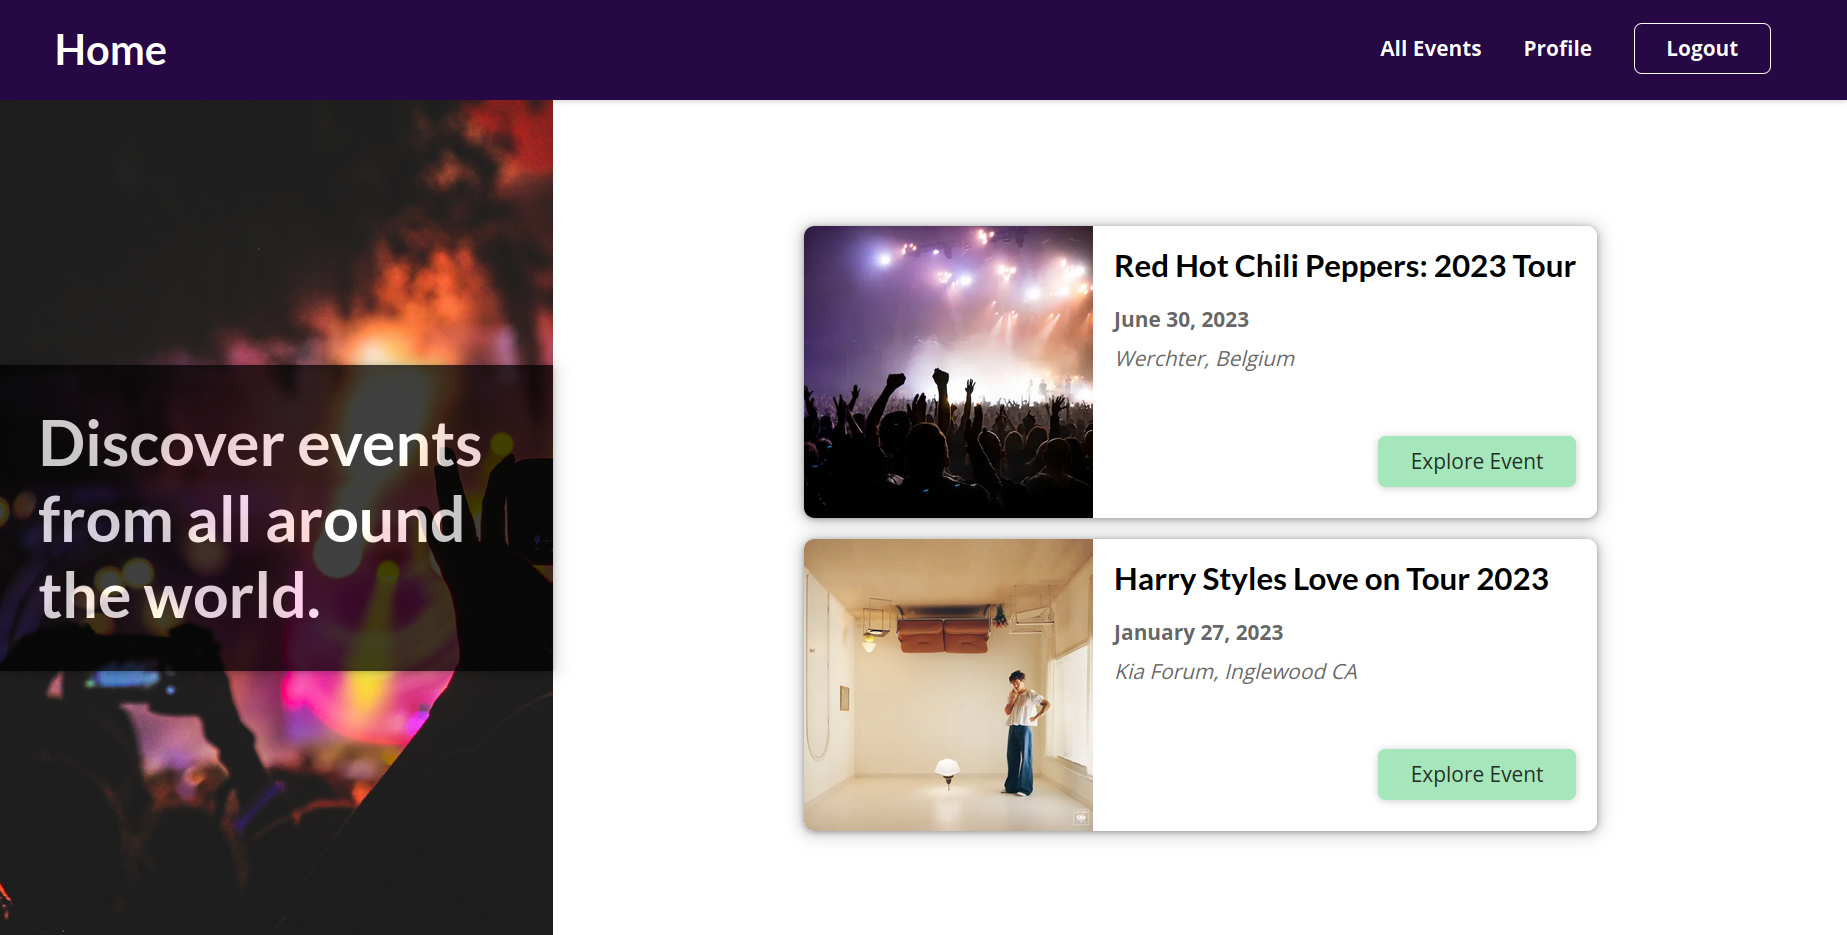 Home
All Events
Profile
Logout
Discover events
from all around
the world.
Red Hot Chili Peppers: 2023 Tour
June 30, 2023
Werchter, Belgium
Explore Event
Harry Styles Love on Tour 2023
January 27, 2023
Kia Forum, Inglewood CA
Explore Event